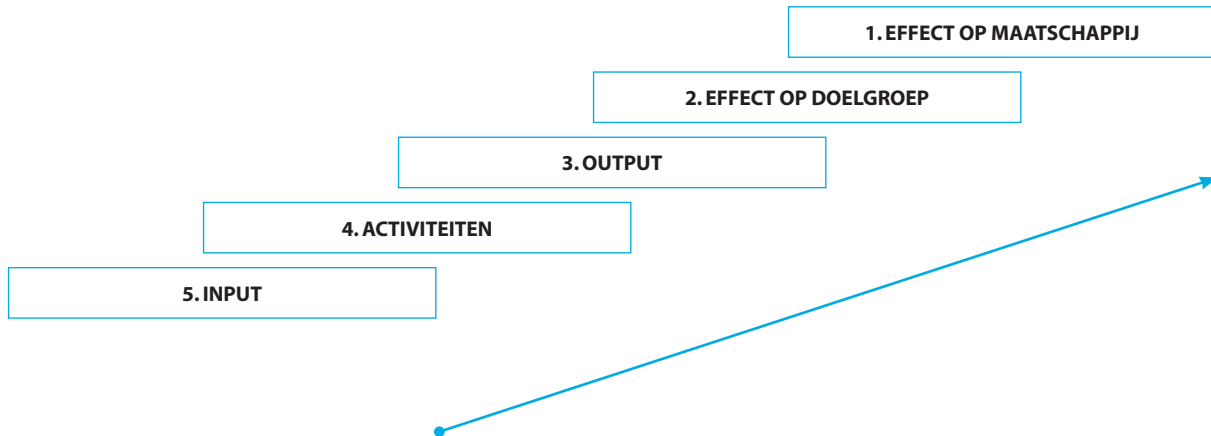 1. EFFECT OP MAATSCHAPPIJ
2. EFFECT OP DOELGROEP
3. OUTPUT
4. ACTIVITEITEN
5. INPUT